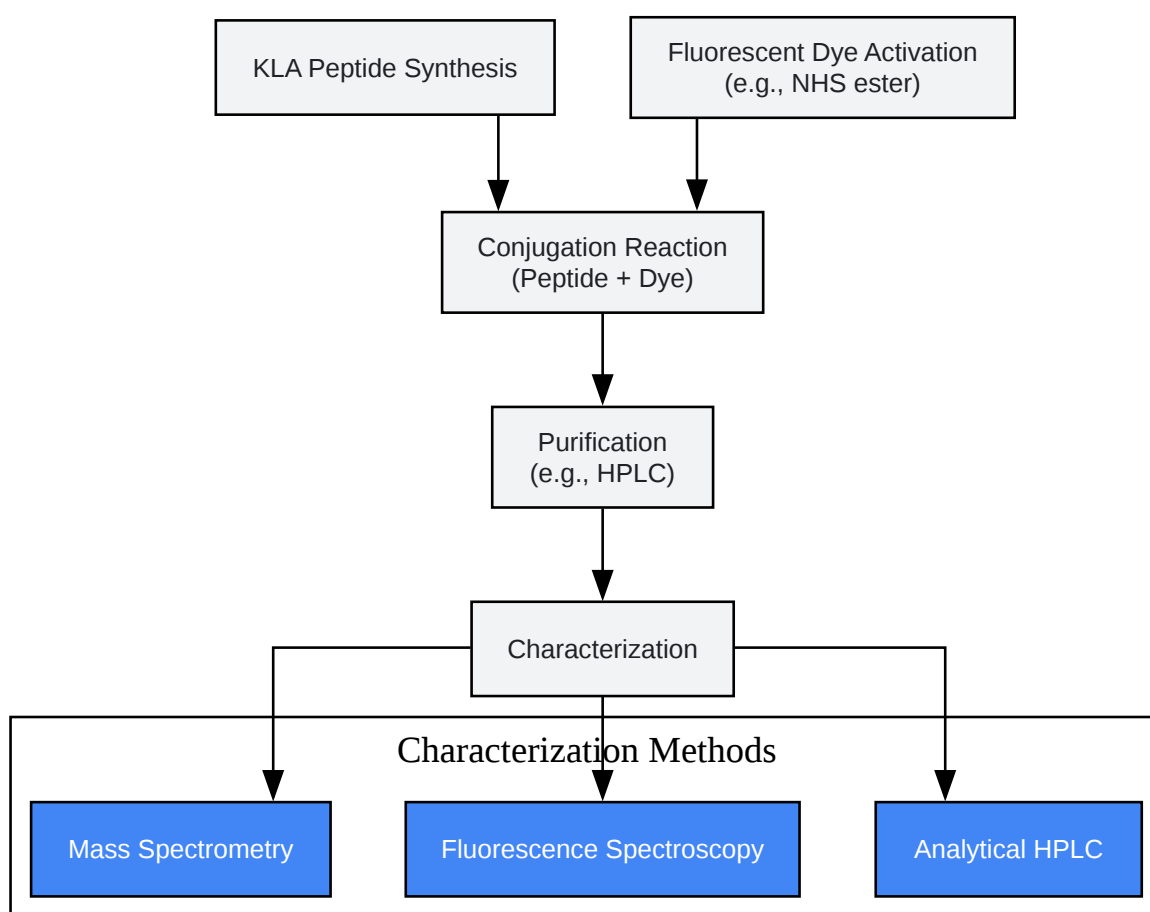 KLA Peptide Synthesis
Fluorescent Dye Activation
(e.g., NHS ester)
Conjugation Reaction
(Peptide + Dye)
Purification
(e.g., HPLC)
Characterization
Characterization Methods
Mass Spectrometry
Fluorescence Spectroscopy
Analytical HPLC